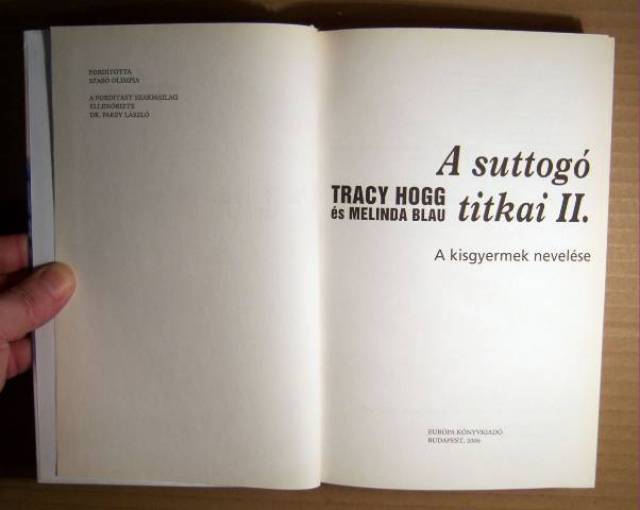 FORDÍTOTTA
SZABÓ OLIMPIA
A FORDÍTÁST SZAKMAILAG
ELLENŐRIZTE
DR. PAKSY LÁSZLÓ
A suttogó
TRACY HOGG
és MELINDA BLAU
titkai II.
A kisgyermek nevelése
EURÓPA KÖNYVKIADÓ
BUDAPEST, 2006